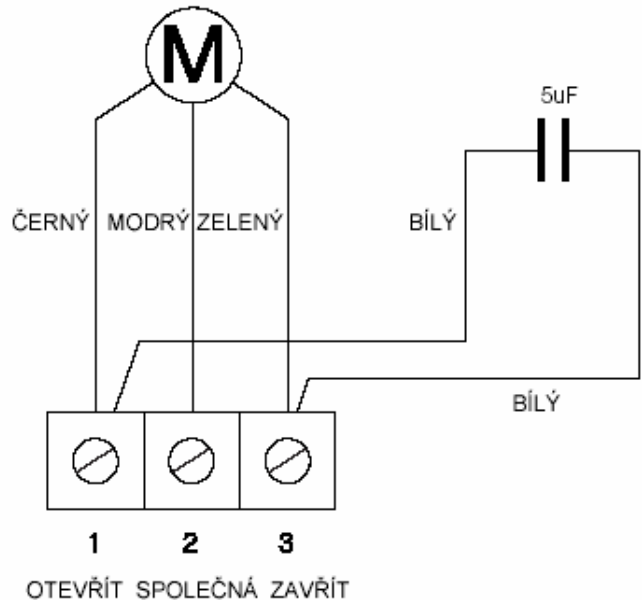 M
5uF
ČERNÝ MODRÝ ZELENÝ BÍLÝ
BÍLÝ
1 2 3
OTEVŘÍT SPOLEČNÁ ZAVŘÍT